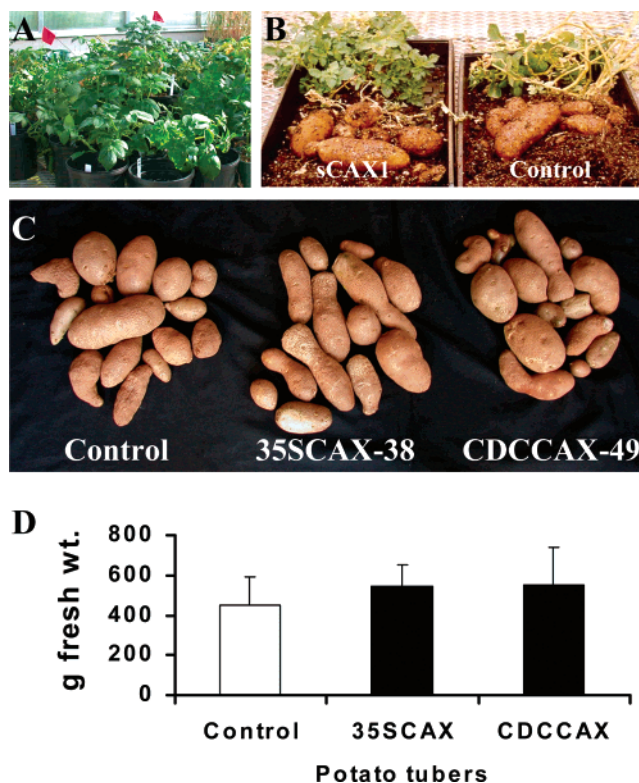 A
B
sCAX1
Control
C
Control
35SCAX-38
CDCCAX-49
D
800
600
400
200
0
g fresh wt.
Control
35SCAX
CDCCAX
Potato tubers